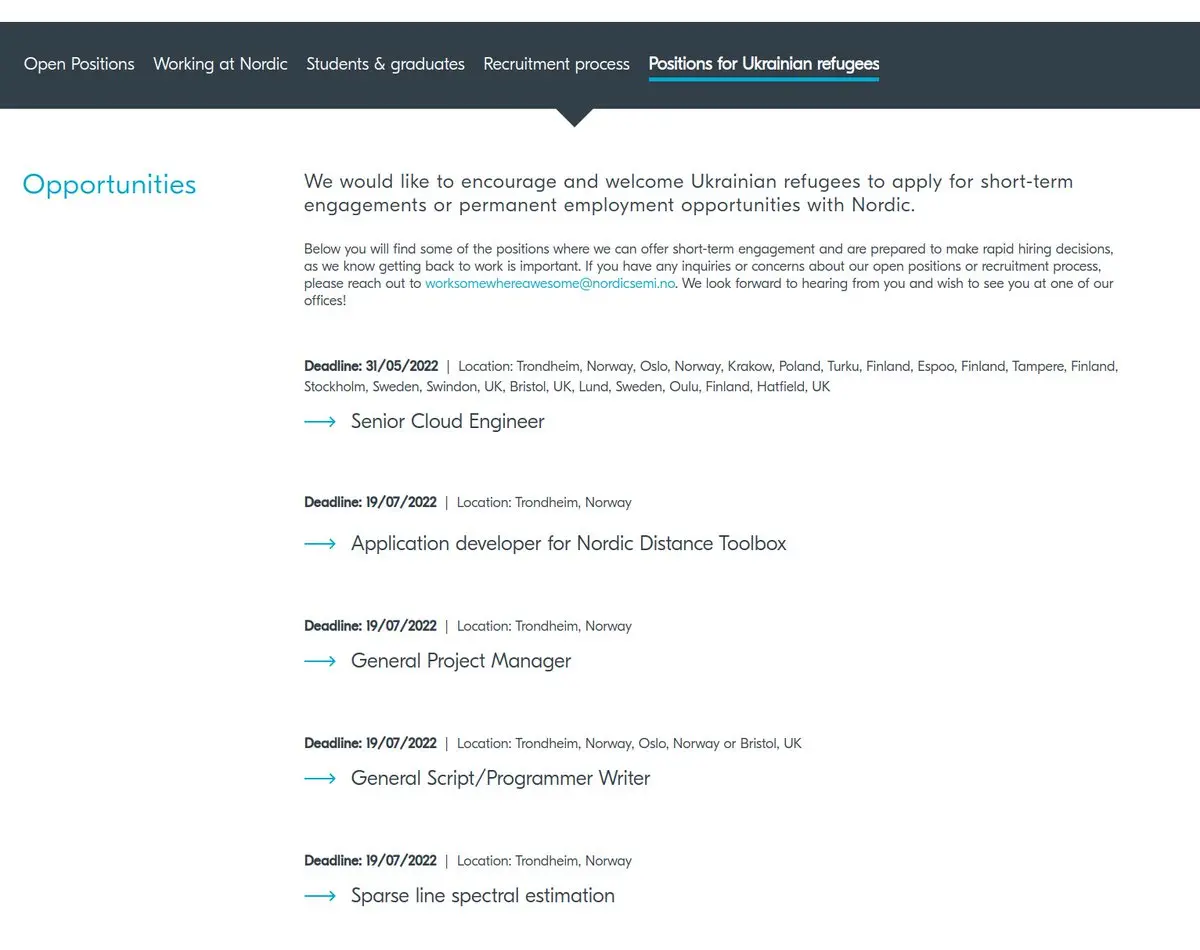 Open Positions Working at Nordic Students & graduates Recruitment process Positions for Ukrainian refugees
Opportunities
We would like to encourage and welcome Ukrainian refugees to apply for short-term
engagements or permanent employment opportunities with Nordic.
Below you will find some of the positions where we can offer short-term engagement and are prepared to make rapid hiring decisions,
as we know getting back to work is important. If you have any inquiries or concerns about our open positions or recruitment process,
please reach out to worksomewhereawesome@nordicsemi.no. We look forward to hearing from you and wish to see you at one of our
offices!
Deadline: 31/05/2022 | Location: Trondheim, Norway, Oslo, Norway, Krakow, Poland, Turku, Finland, Espoo, Finland, Tampere, Finland,
Stockholm, Sweden, Swindon, UK, Bristol, UK, Lund, Sweden, Oulu, Finland, Hatfield, UK
Senior Cloud Engineer
Deadline: 19/07/2022 | Location: Trondheim, Norway
Application developer for Nordic Distance Toolbox
Deadline: 19/07/2022 | Location: Trondheim, Norway
General Project Manager
Deadline: 19/07/2022 | Location: Trondheim, Norway, Oslo, Norway or Bristol, UK
General Script/Programmer Writer
Deadline: 19/07/2022 | Location: Trondheim, Norway
Sparse line spectral estimation